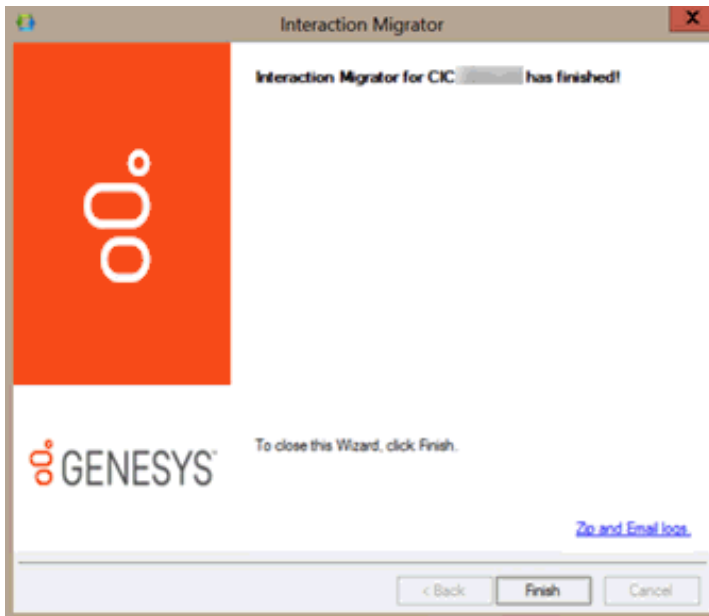 Interaction Migrator
Interaction Migrator for CIC has finished!
To close this Wizard, click Finish.
GENESYS
Zip and Email logs.
< Back Finish Cancel